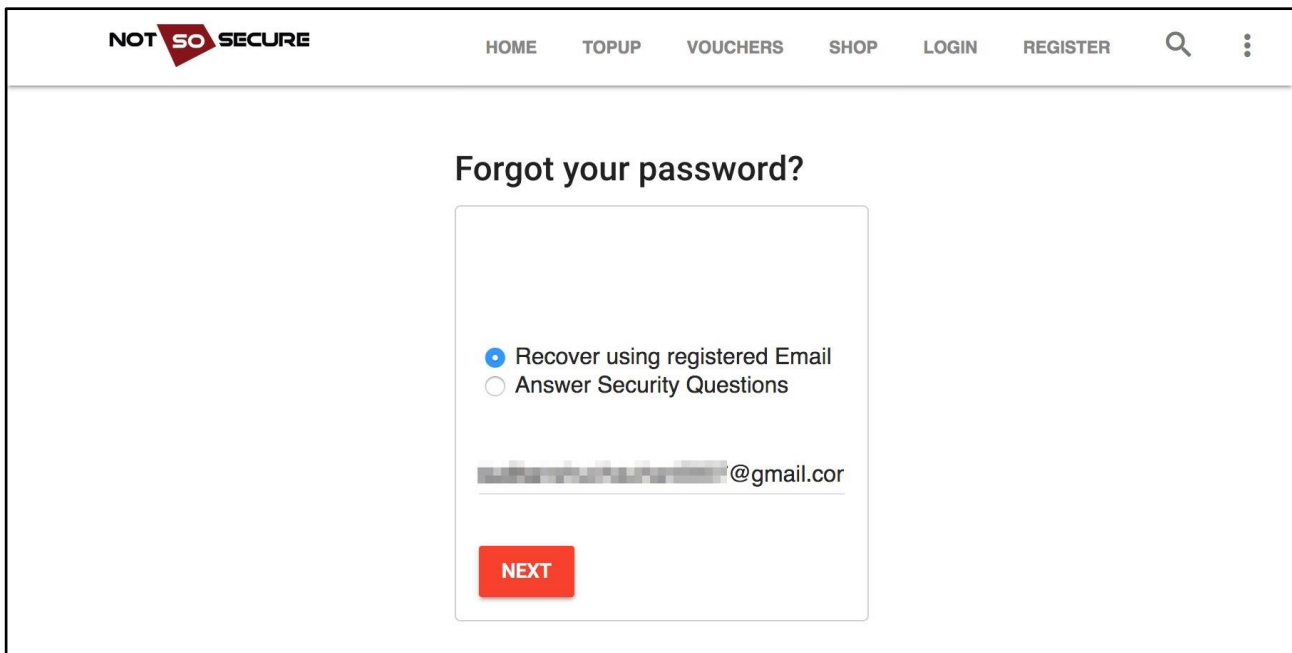 NOT SO SECURE
HOME TOPUP VOUCHERS SHOP LOGIN REGISTER
Forgot your password?
Recover using registered Email
Answer Security Questions
@gmail.cor
NEXT